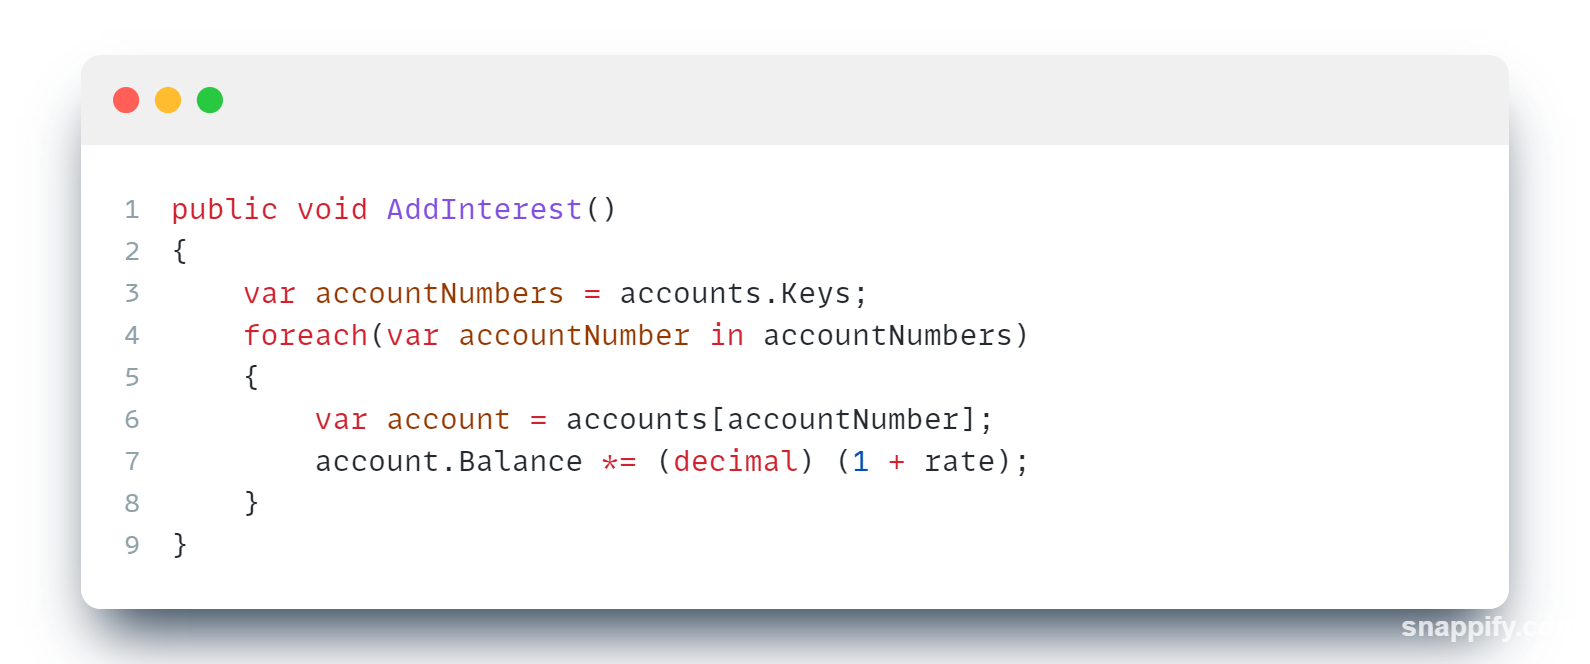 1 public void AddInterest()
2 {
3     var accountNumbers = accounts.Keys;
4     foreach(var accountNumber in accountNumbers)
5     {
6         var account = accounts[accountNumber];
7         account.Balance *= (decimal) (1 + rate);
8     }
9 }
snappify.com